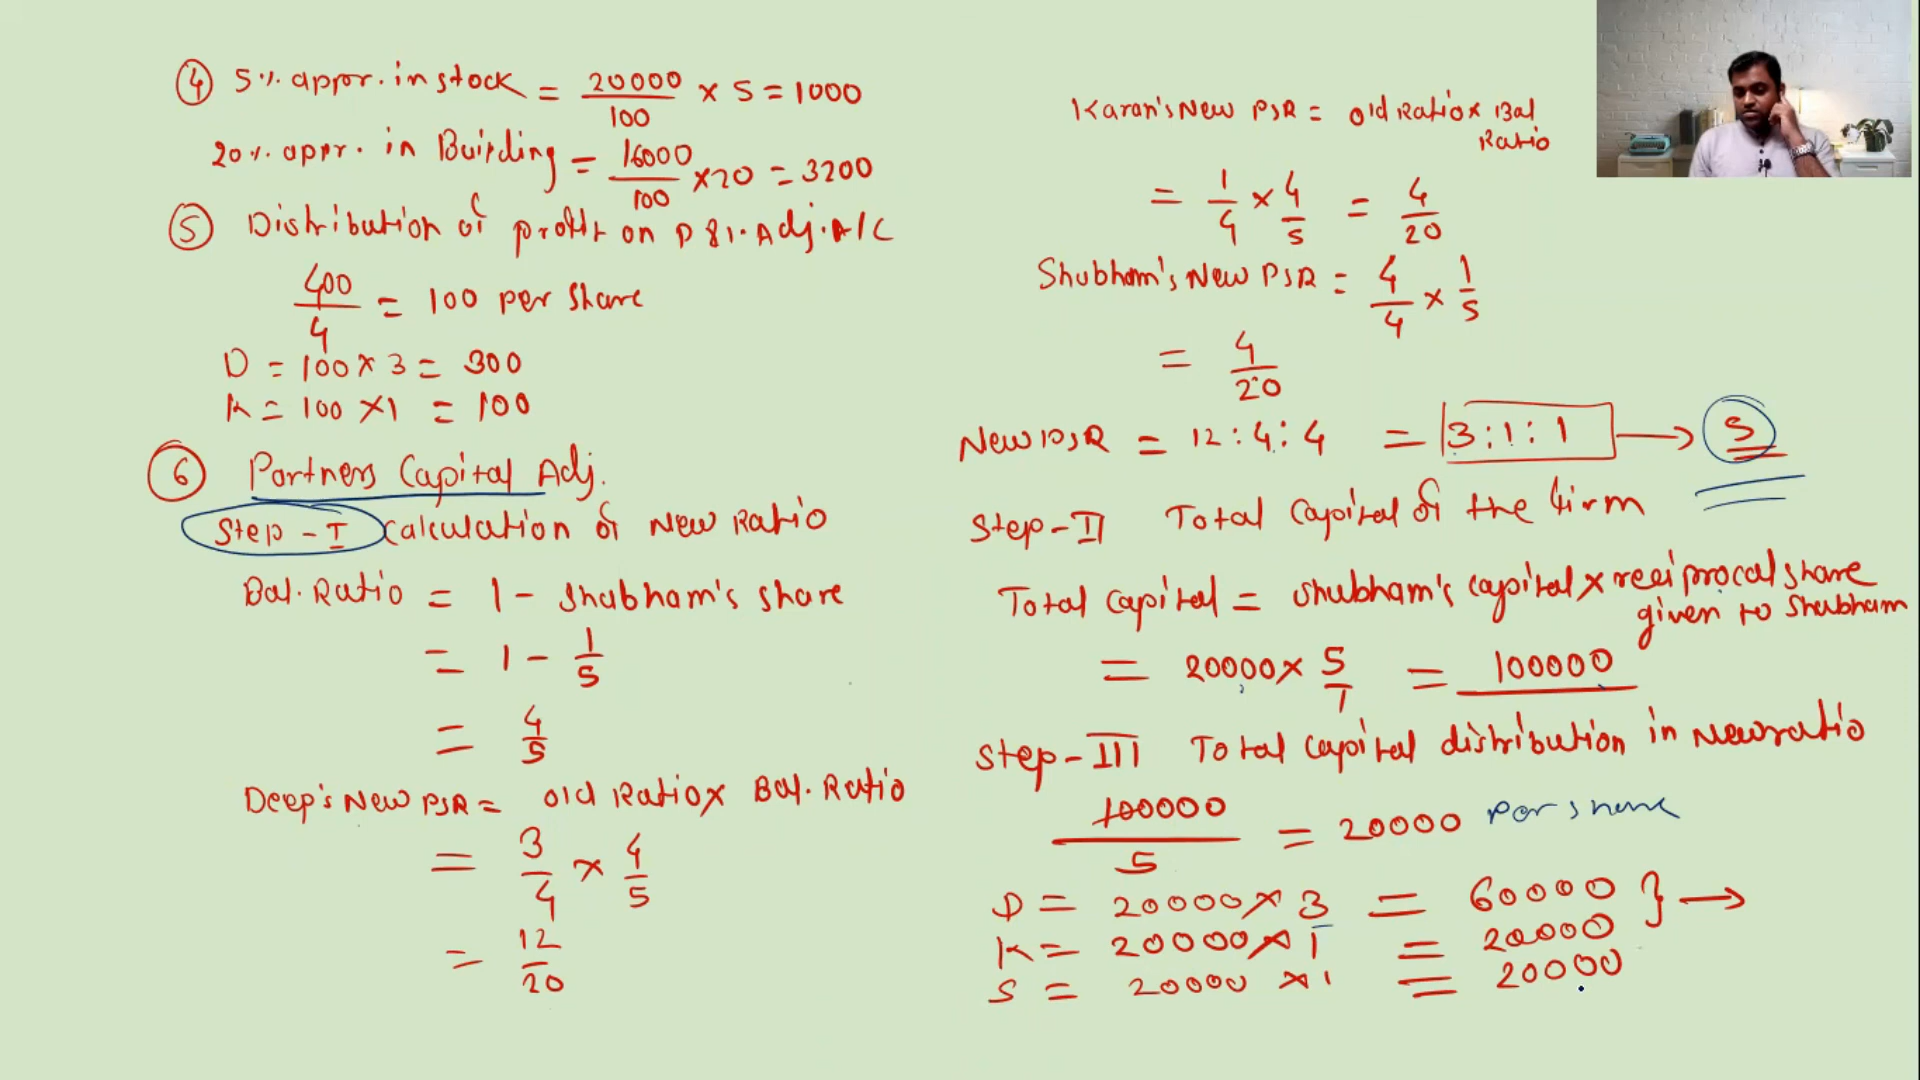 ④ 5%. appr. in stock = 20000/100 × 5 = 1000
20%. appr. in Building = 16000/100 × 20 = 3200
⑤ Distribution of profit on P & L. Adj. A/C
400/4 = 100 per share
D = 100 × 3 = 300
K = 100 × 1 = 100
⑥ Partners Capital Adj.
Step - I Calculation of New Ratio
Bal. Ratio = 1 - Shubham's share
= 1 - 1/5
= 4/5
Deep's New PSR = Old Ratio × Bal. Ratio
= 3/4 × 4/5
= 12/20
Karan's New PSR = Old Ratio × Bal
Ratio
= 1/4 × 4/5 = 4/20
Shubham's New PSR = 4/4 × 1/5
= 4/20
New PSR = 12 : 4 : 4 = 3 : 1 : 1 → 5
Step - II Total Capital of the firm
Total Capital = Shubham's capital × reciprocal share
given to Shubham
= 20000 × 5/1 = 100000
Step - III Total capital distribution in New ratio
100000/5 = 20000 per share
D = 20000 × 3 = 60000 } →
K = 20000 × 1 = 20000
S = 20000 × 1 = 20000